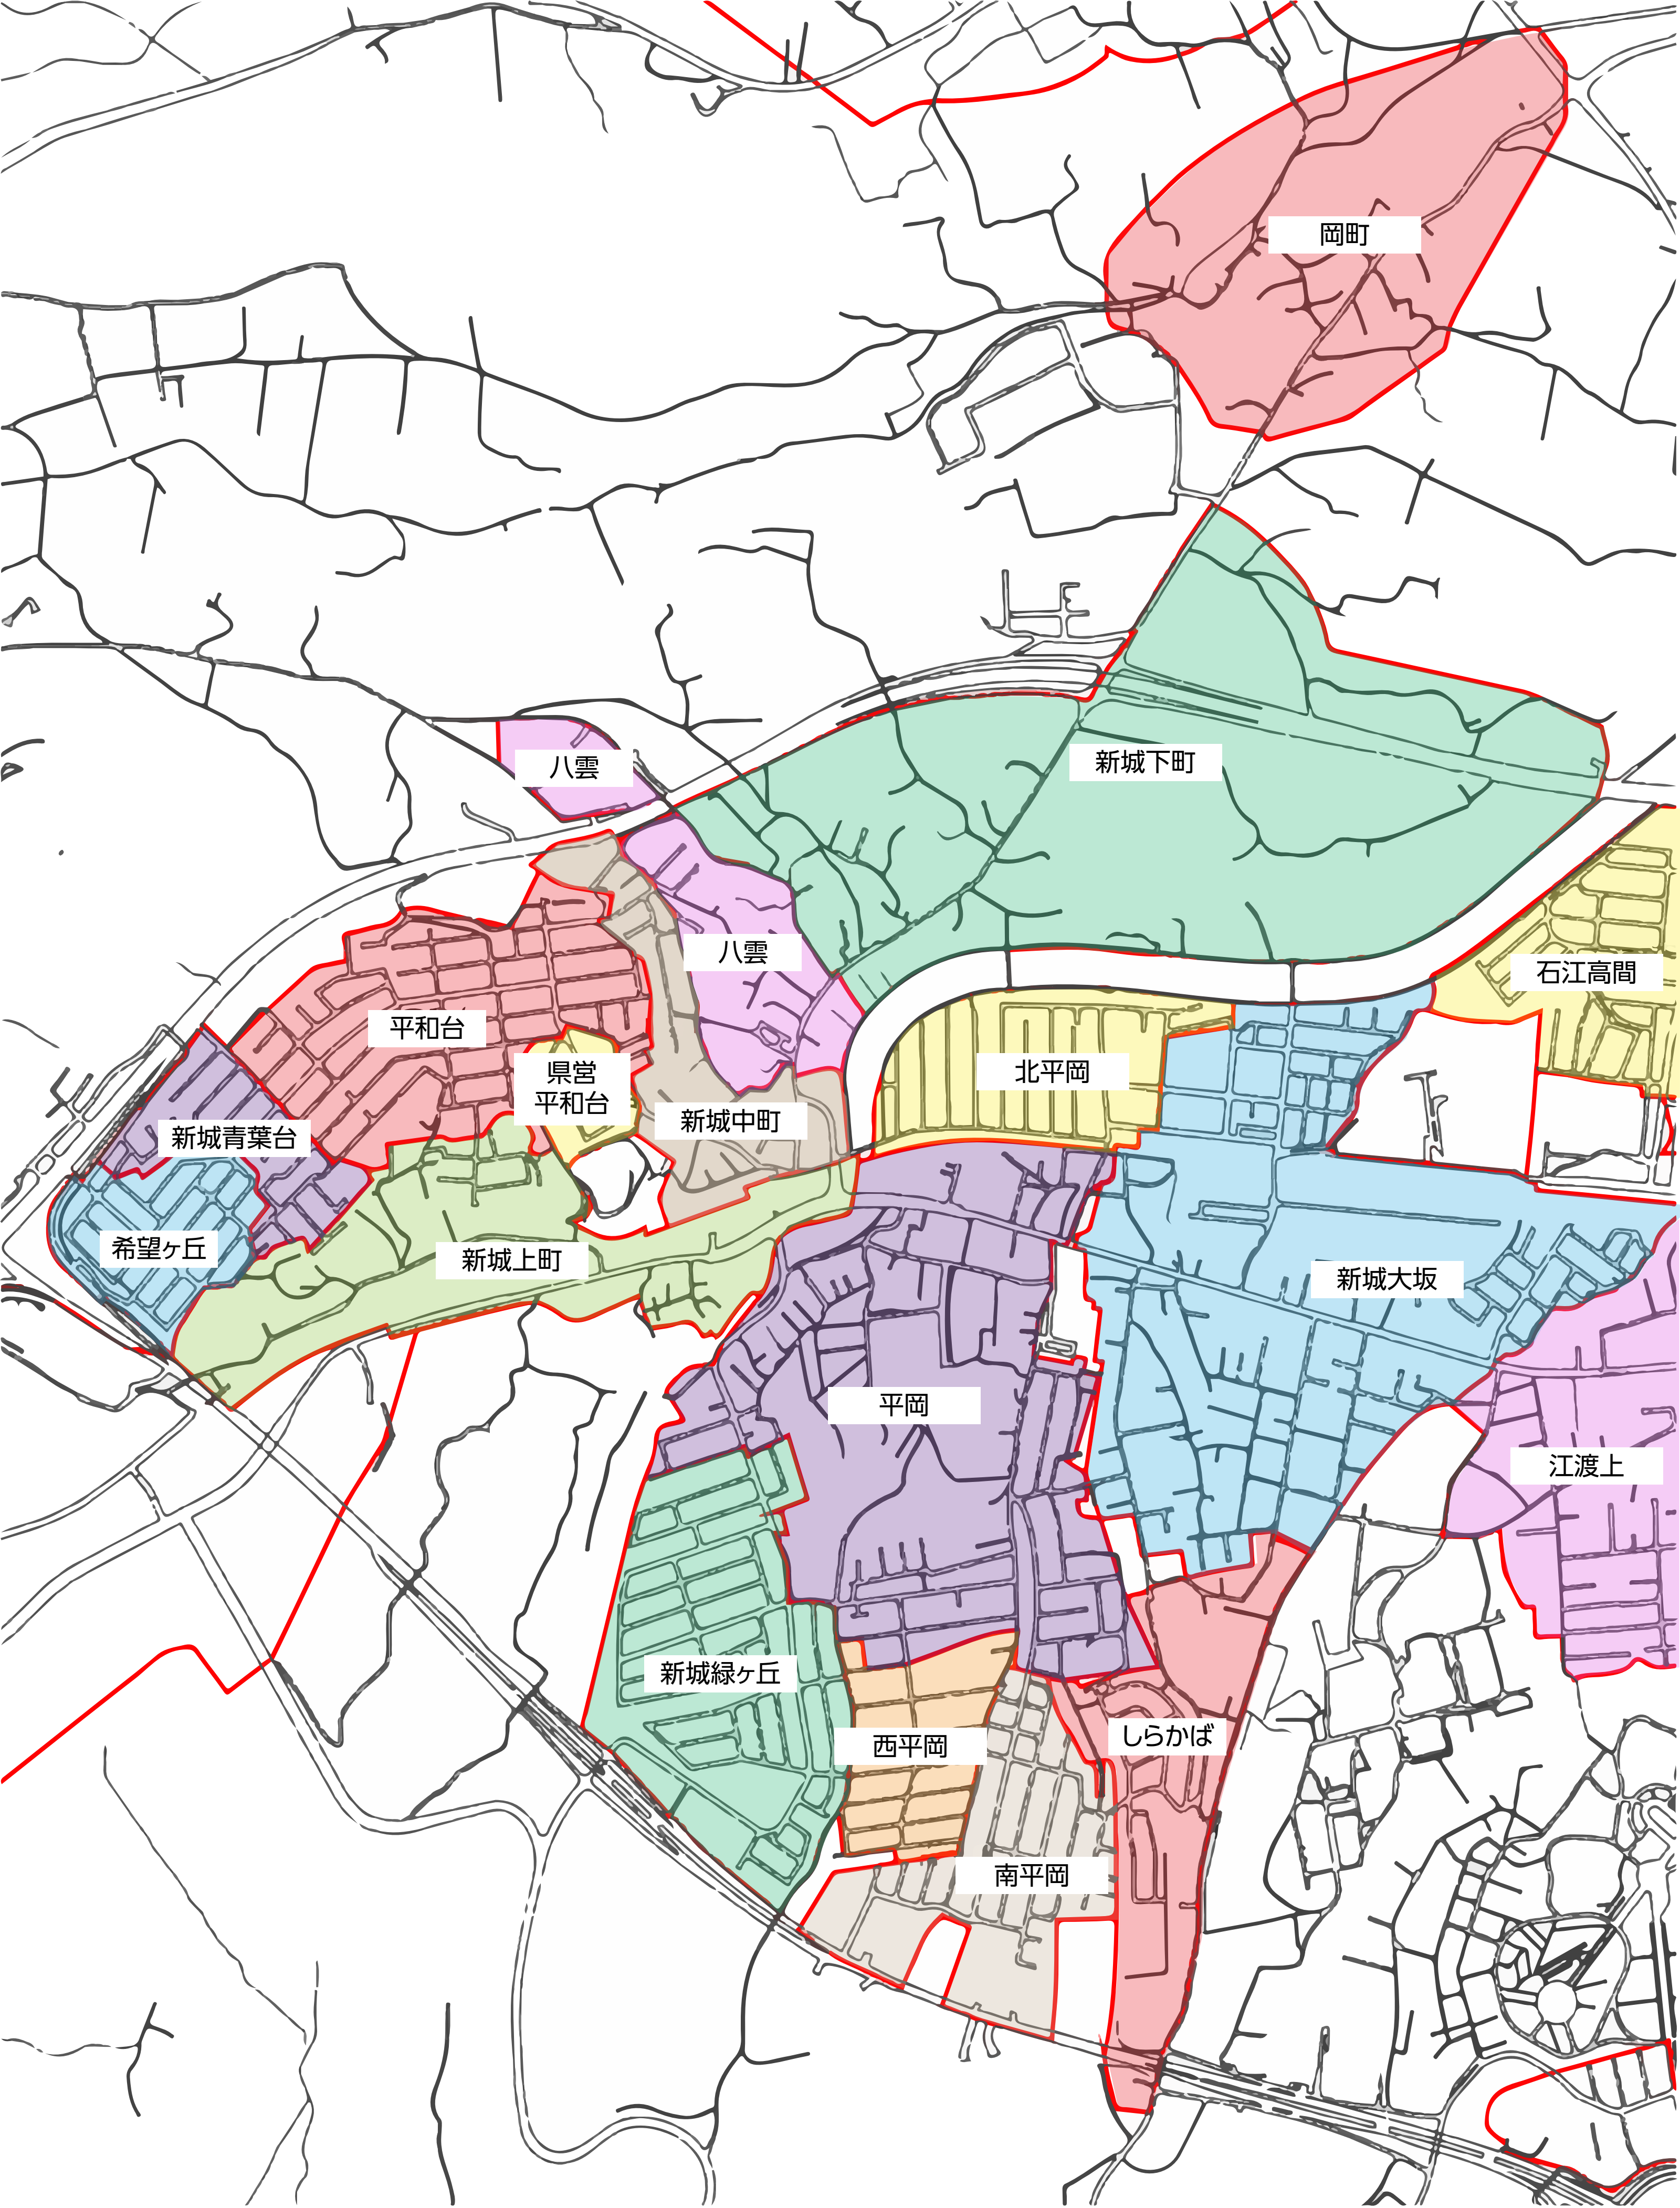 岡町
新城下町
八雲
八雲
石江高間
平和台
北平岡
県営
平和台
新城中町
新城青葉台
希望ヶ丘
新城上町
新城大坂
平岡
江渡上
新城緑ヶ丘
しらかば
西平岡
南平岡